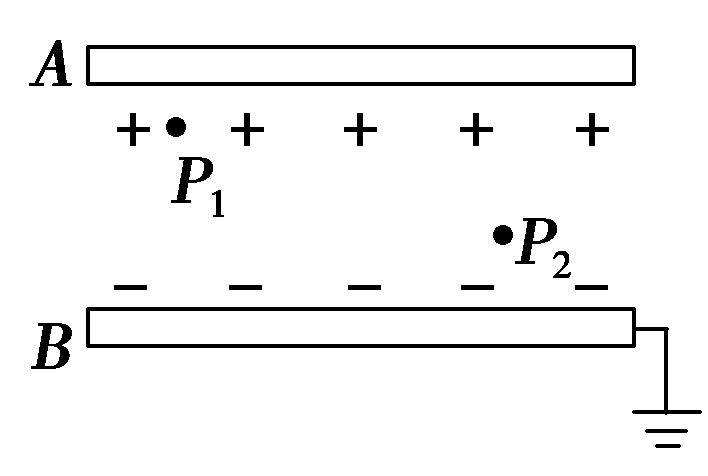 A
+ + + + +
P₁
P₂
− − − − −
B